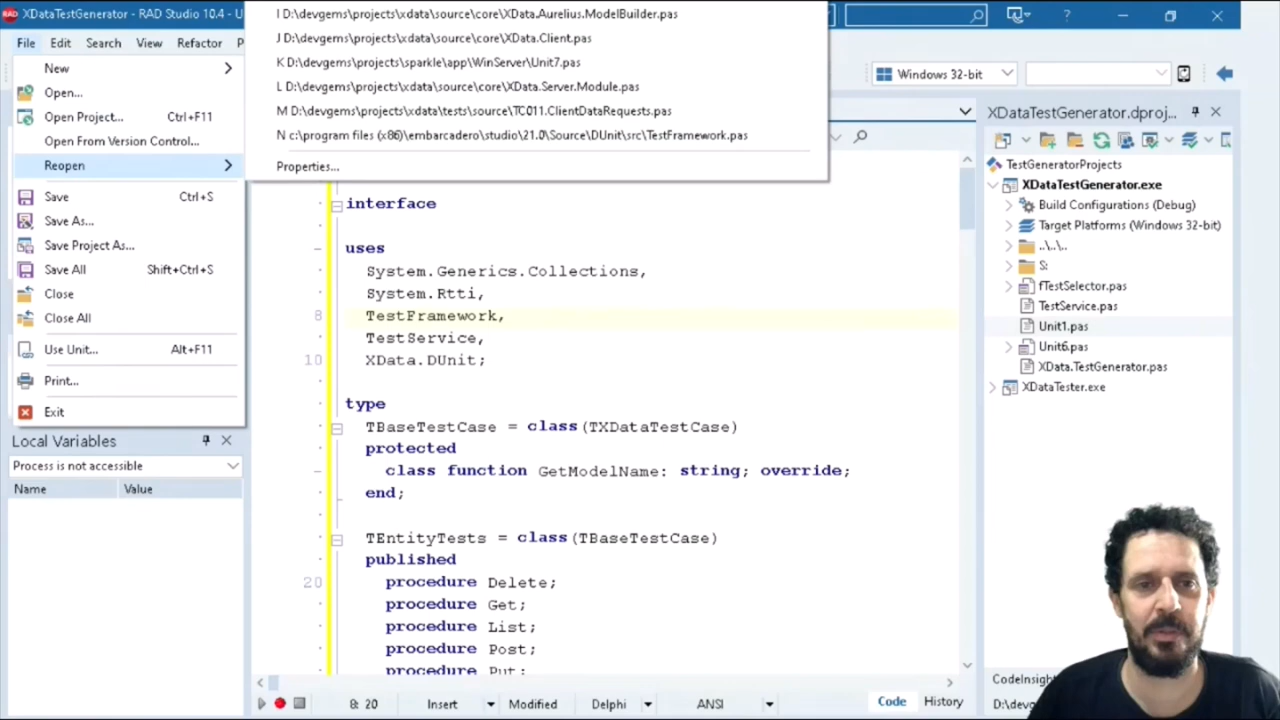 XDataTestGenerator - RAD Studio 10.4 - U
File Edit Search View Refactor P
New
Open...
Open Project... Ctrl+F11
Open From Version Control...
Reopen
Save Ctrl+S
Save As...
Save Project As...
Save All Shift+Ctrl+S
Close
Close All
Use Unit... Alt+F11
Print...
Exit
I D:\devgems\projects\xdata\source\core\XData.Aurelius.ModelBuilder.pas
J D:\devgems\projects\xdata\source\core\XData.Client.pas
K D:\devgems\projects\sparkle\app\WinServer\Unit7.pas
L D:\devgems\projects\xdata\source\core\XData.Server.Module.pas
M D:\devgems\projects\xdata\tests\source\TC011.ClientDataRequests.pas
N c:\program files (x86)\embarcadero\studio\21.0\Source\DUnit\src\TestFramework.pas
Properties...
Windows 32-bit
Local Variables
Process is not accessible
Name Value
interface
uses
System.Generics.Collections,
System.Rtti,
8 TestFramework,
TestService,
10 XData.DUnit;
type
TBaseTestCase = class(TXDataTestCase)
protected
class function GetModelName: string; override;
end;
TEntityTests = class(TBaseTestCase)
published
20 procedure Delete;
procedure Get;
procedure List;
procedure Post;
procedure Put;
8: 20 Insert Modified Delphi ANSI Code History
XDataTestGenerator.dproj...
TestGeneratorProjects
XDataTestGenerator.exe
Build Configurations (Debug)
Target Platforms (Windows 32-bit)
..\..\..
S:
fTestSelector.pas
TestService.pas
Unit1.pas
Unit6.pas
XData.TestGenerator.pas
XDataTester.exe
CodeInsigh
D:\devg